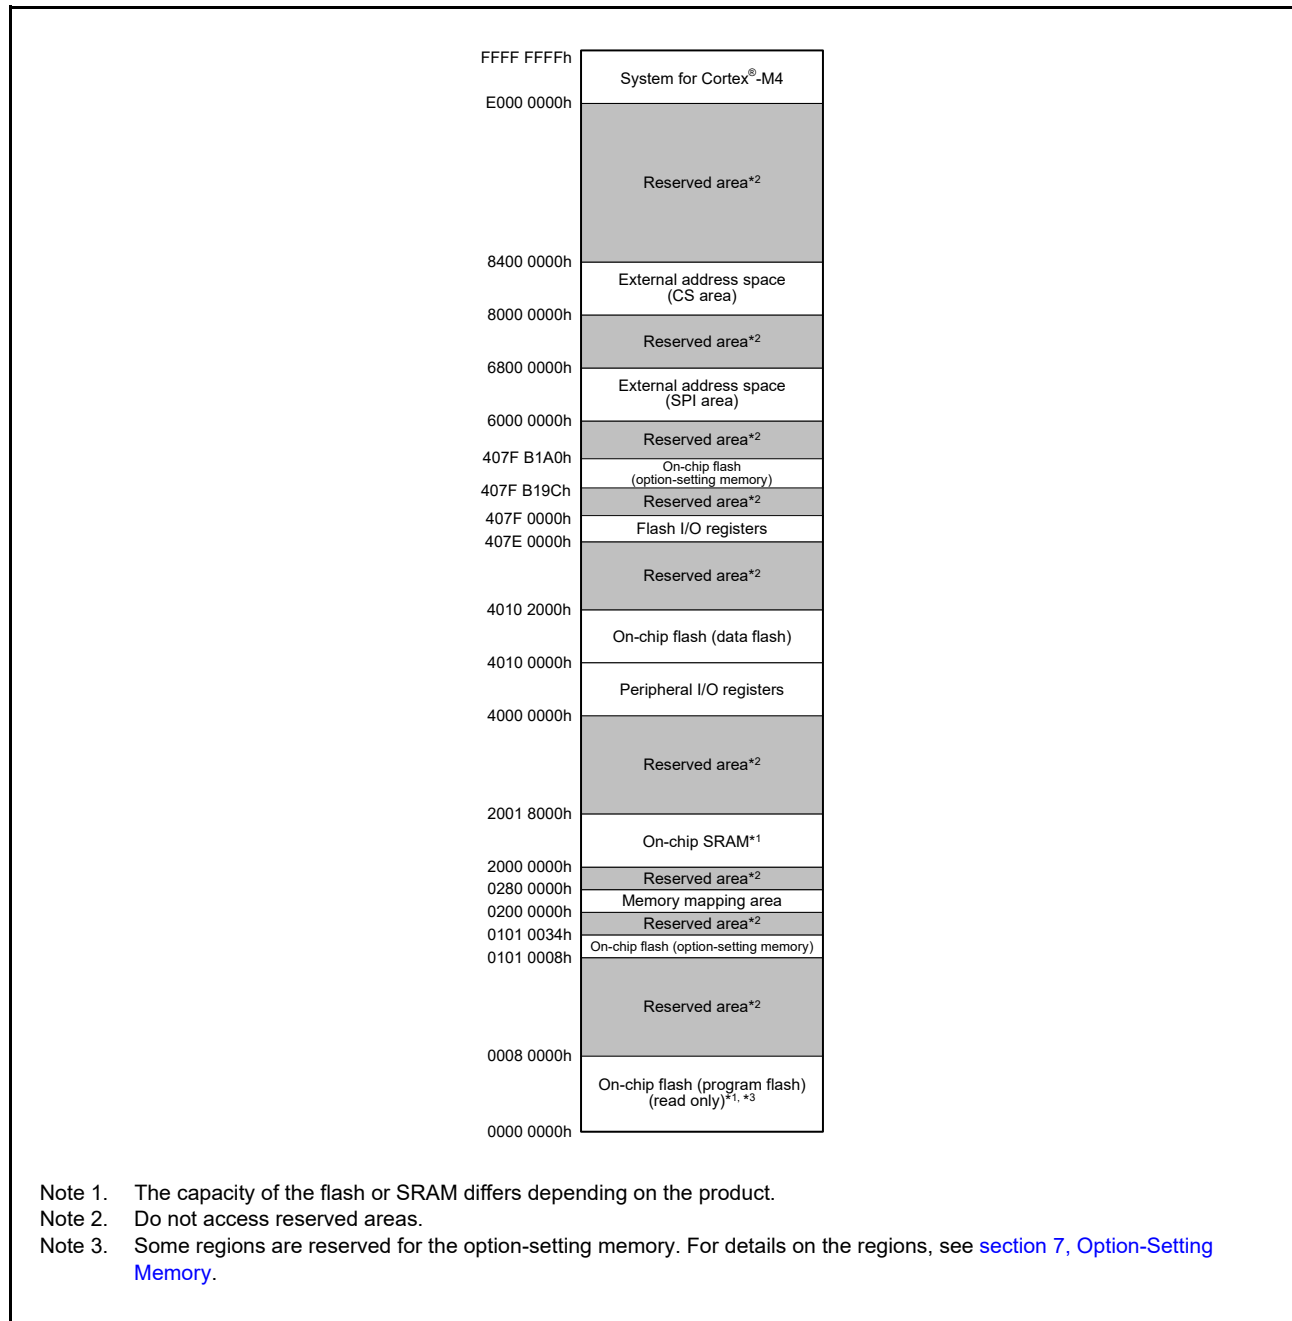 FFFF FFFFh
System for Cortex®-M4
E000 0000h
Reserved area*2
8400 0000h
External address space
(CS area)
8000 0000h
Reserved area*2
6800 0000h
External address space
(SPI area)
6000 0000h
Reserved area*2
407F B1A0h
On-chip flash
(option-setting memory)
407F B19Ch
Reserved area*2
407F 0000h
Flash I/O registers
407E 0000h
Reserved area*2
4010 2000h
On-chip flash (data flash)
4010 0000h
Peripheral I/O registers
4000 0000h
Reserved area*2
2001 8000h
On-chip SRAM*1
2000 0000h
Reserved area*2
0280 0000h
Memory mapping area
0200 0000h
Reserved area*2
0101 0034h
On-chip flash (option-setting memory)
0101 0008h
Reserved area*2
0008 0000h
On-chip flash (program flash)
(read only)*1, *3
0000 0000h
Note 1. The capacity of the flash or SRAM differs depending on the product.
Note 2. Do not access reserved areas.
Note 3. Some regions are reserved for the option-setting memory. For details on the regions, see section 7, Option-Setting
Memory.